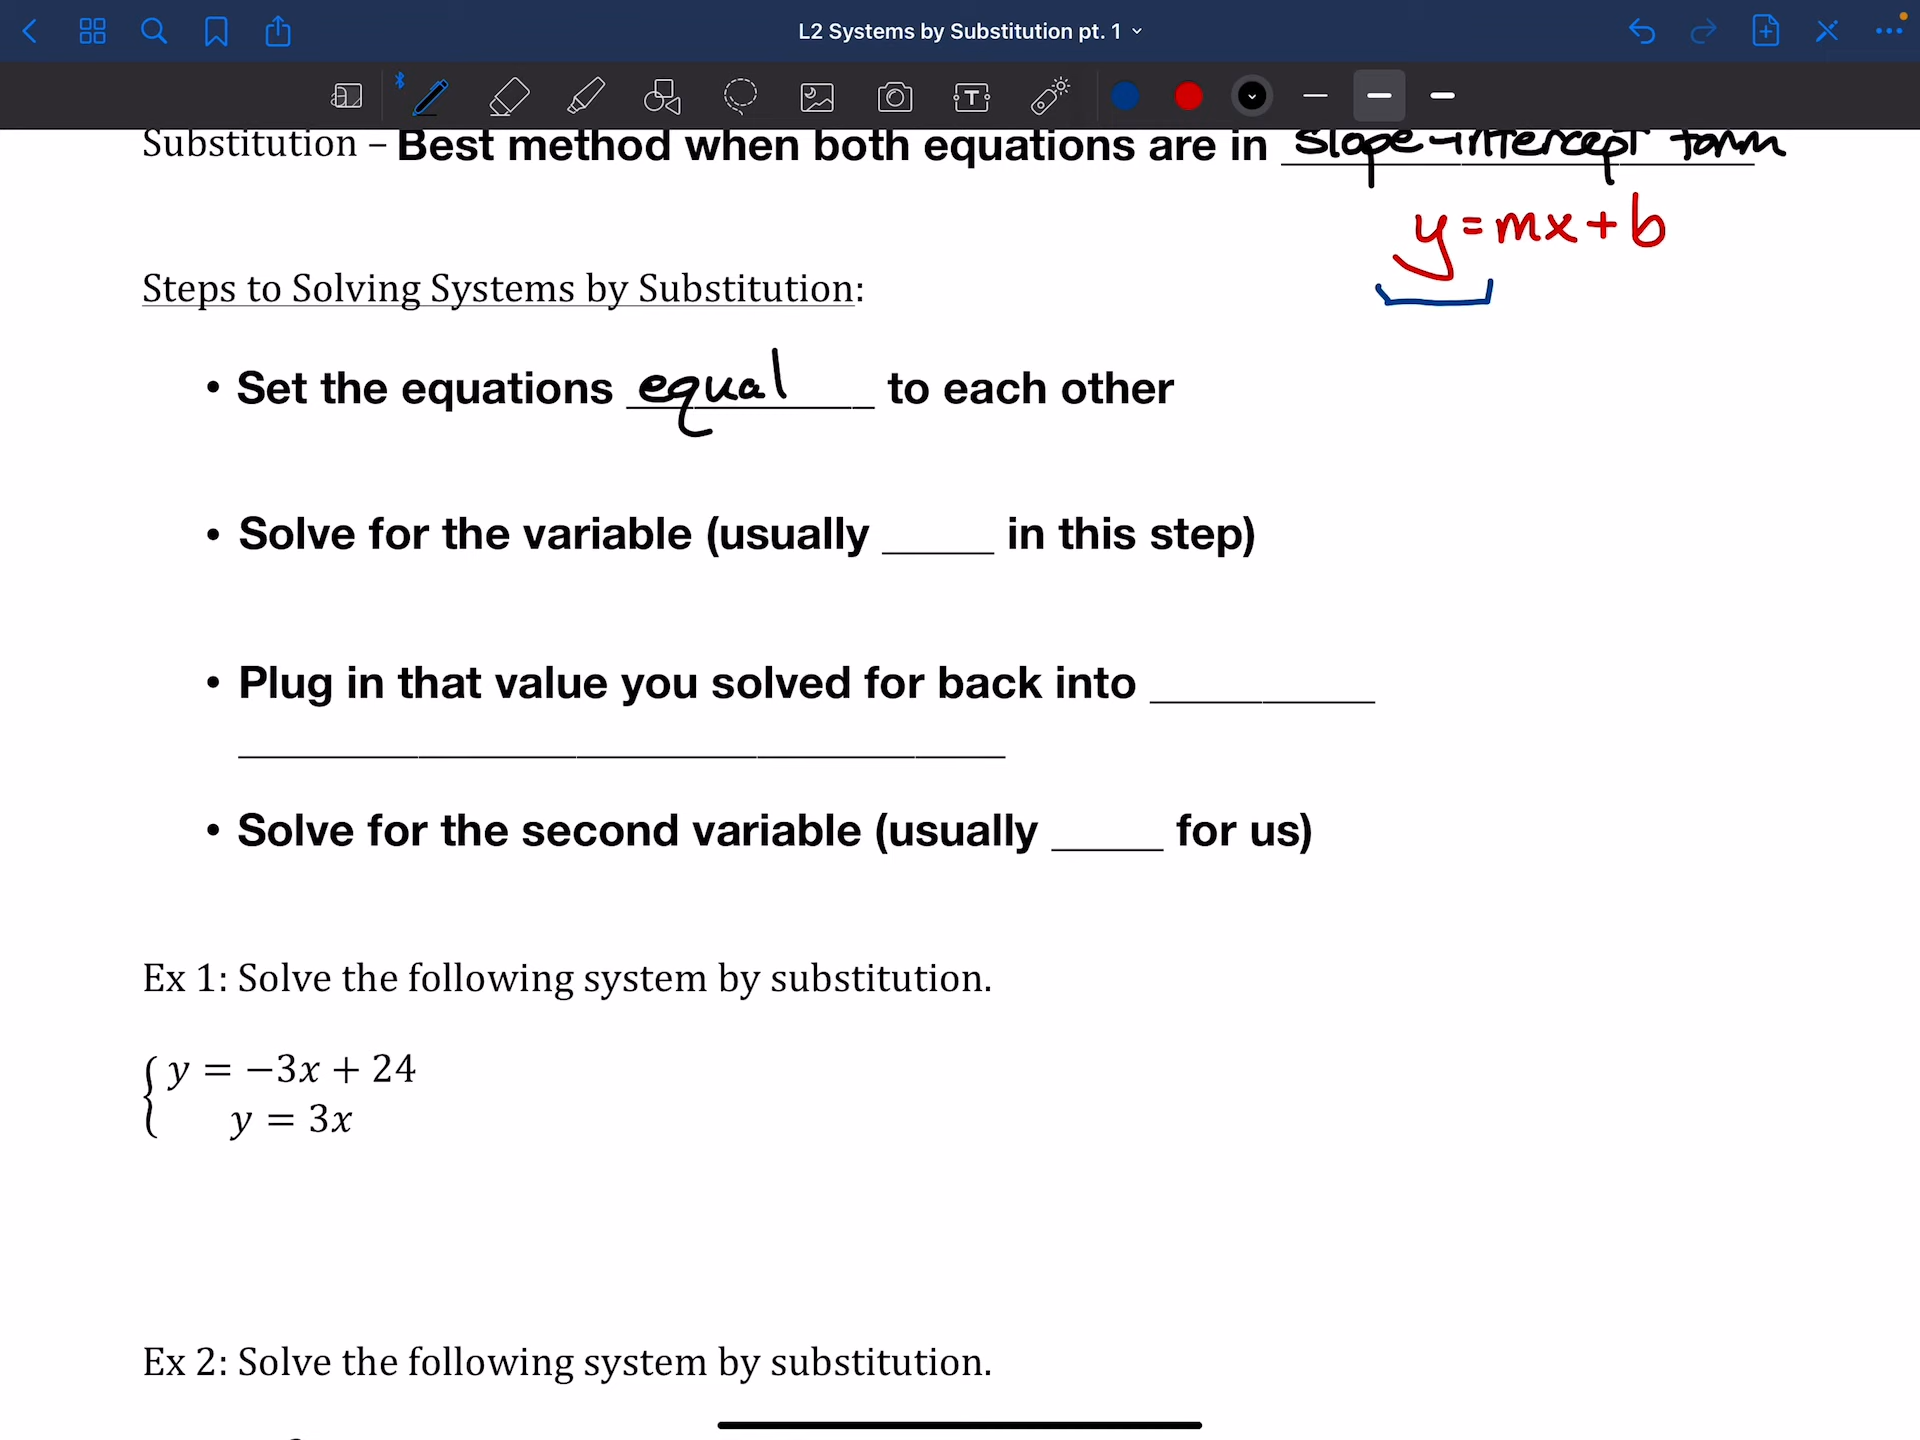 L2 Systems by Substitution pt. 1
Substitution – Best method when both equations are in slope-intercept form
y = mx + b
Steps to Solving Systems by Substitution:
• Set the equations equal to each other
• Solve for the variable (usually _____ in this step)
• Plug in that value you solved for back into __________
__________________________________
• Solve for the second variable (usually _____ for us)
Ex 1: Solve the following system by substitution.
y = −3x + 24
y = 3x
Ex 2: Solve the following system by substitution.